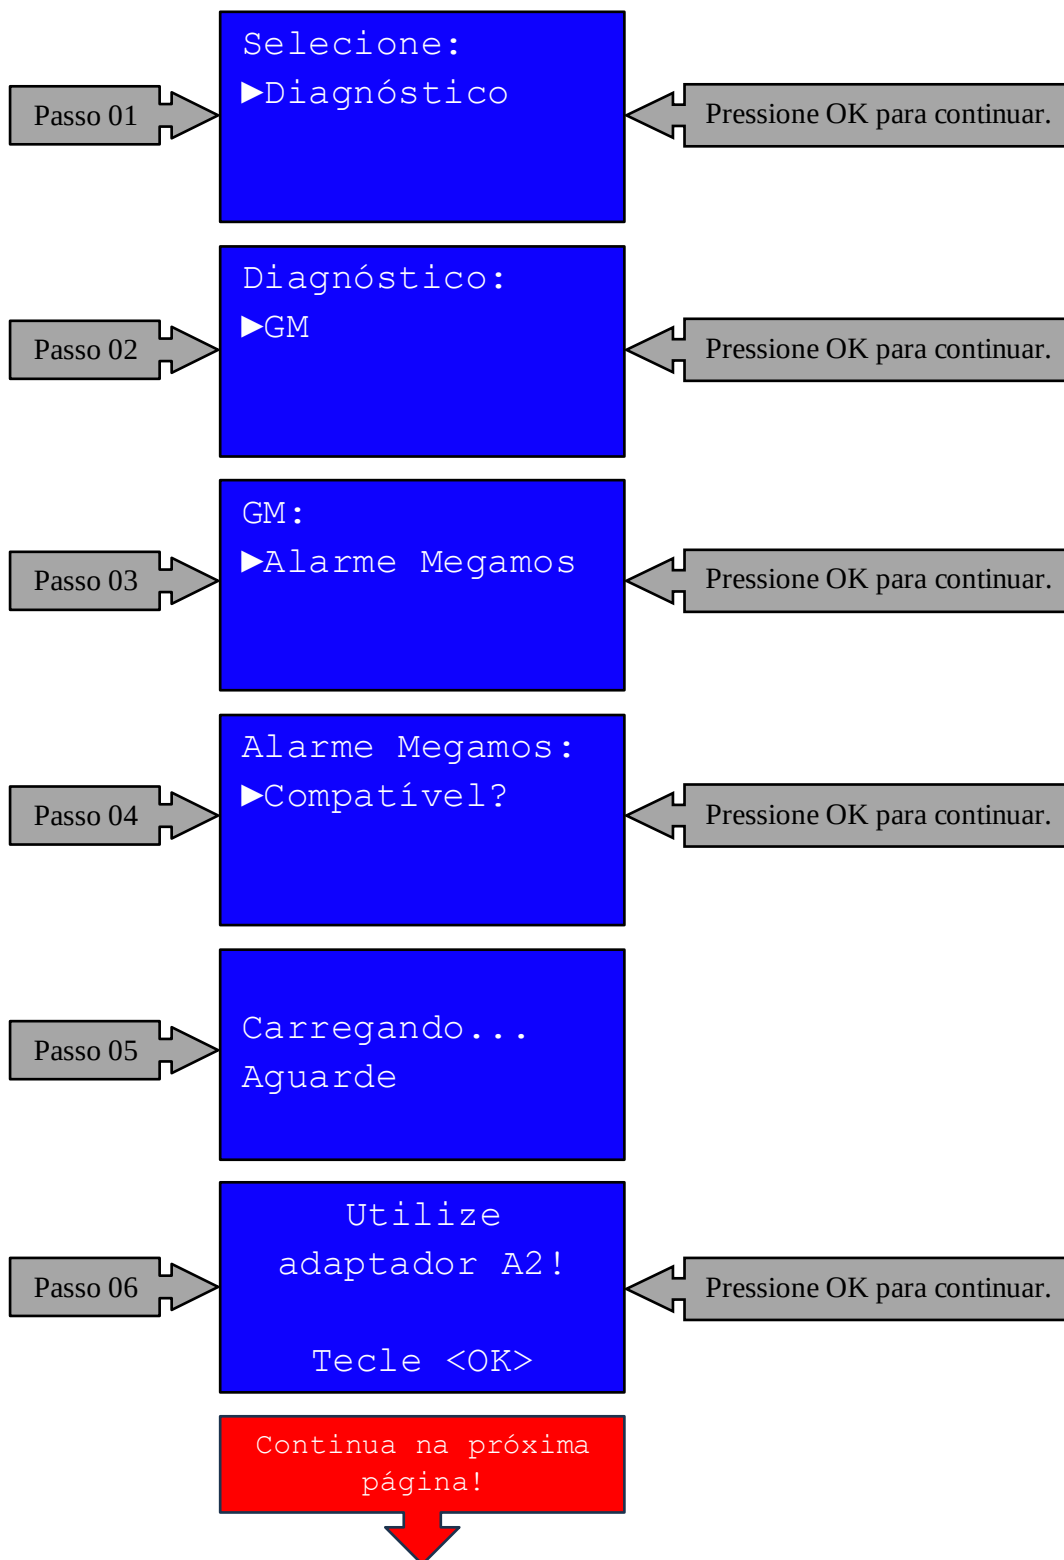 Selecione:
►Diagnóstico
Passo 01
Pressione OK para continuar.
Diagnóstico:
►GM
Passo 02
Pressione OK para continuar.
GM:
►Alarme Megamos
Passo 03
Pressione OK para continuar.
Alarme Megamos:
►Compatível?
Passo 04
Pressione OK para continuar.
Carregando...
Aguarde
Passo 05
Utilize
adaptador A2!
Tecle <OK>
Passo 06
Pressione OK para continuar.
Continua na próxima
página!